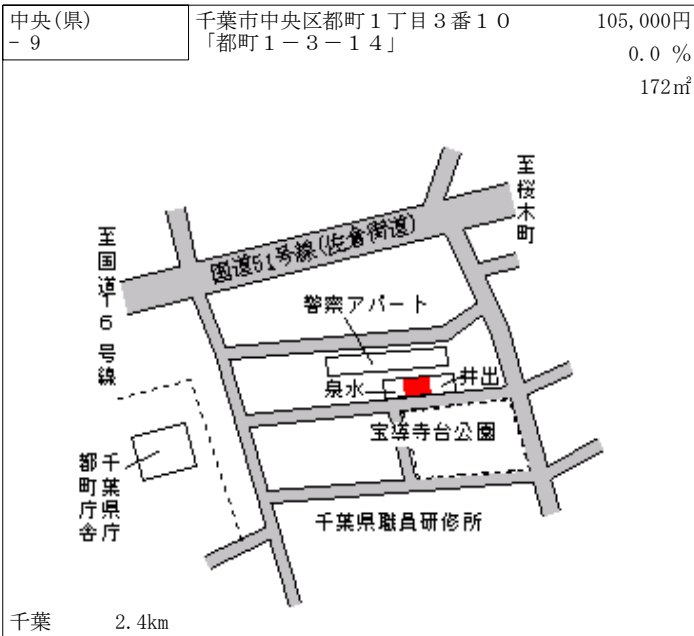 中央(県)
- 9
千葉市中央区都町１丁目３番１０
「都町１－３－１４」
105,000円
0.0 %
172㎡
至桜木町
国道51号線(佐倉街道)
至国道16号線
警察アパート
泉水
井出
宝導寺台公園
千葉県庁
都町庁舎
千葉県職員研修所
千葉 2.4km